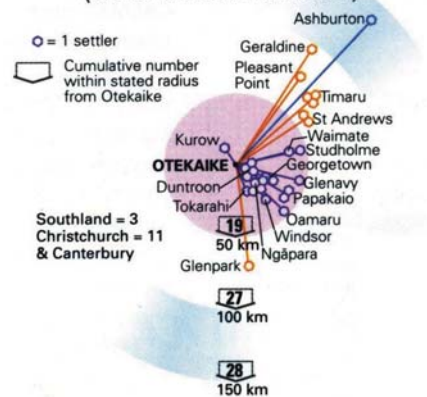 Ashburton
= 1 settler
Cumulative number
within stated radius
from Otekaike
Geraldine
Pleasant
Point
Timaru
St Andrews
Waimate
Studholme
Kurow
Georgetown
OTEKAIKE
Glenavy
Duntroon
Papakaio
Tokarahi
Oamaru
Windsor
Ngāpara
Southland = 3
Christchurch = 11
& Canterbury
19
50 km
Glenpark
27
100 km
28
150 km